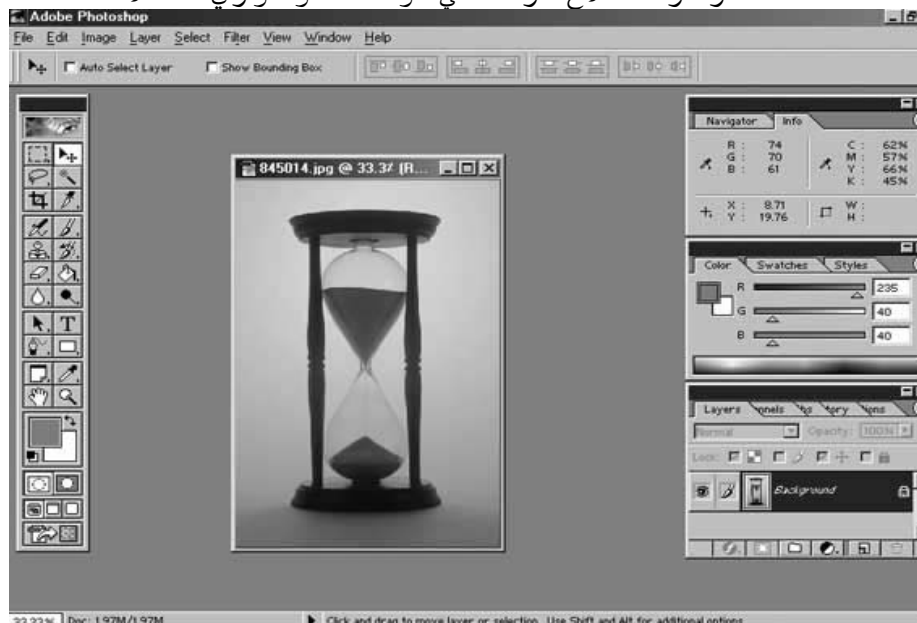 Adobe Photoshop
File Edit Image Layer Select Filter View Window Help
Auto Select Layer Show Bounding Box
845014.jpg @ 33.3% (R...
Navigator Info
R : 74 C : 62%
G : 70 M : 57%
B : 61 Y : 66%
K : 45%
X : 8.71 W :
Y : 19.76 H :
Color Swatches Styles
R 235
G 40
B 40
Layers
Normal Opacity: 100%
Lock:
Background
33.33% Doc: 1.97M/1.97M Click and drag to move layer or selection. Use Shift and Alt for additional options.